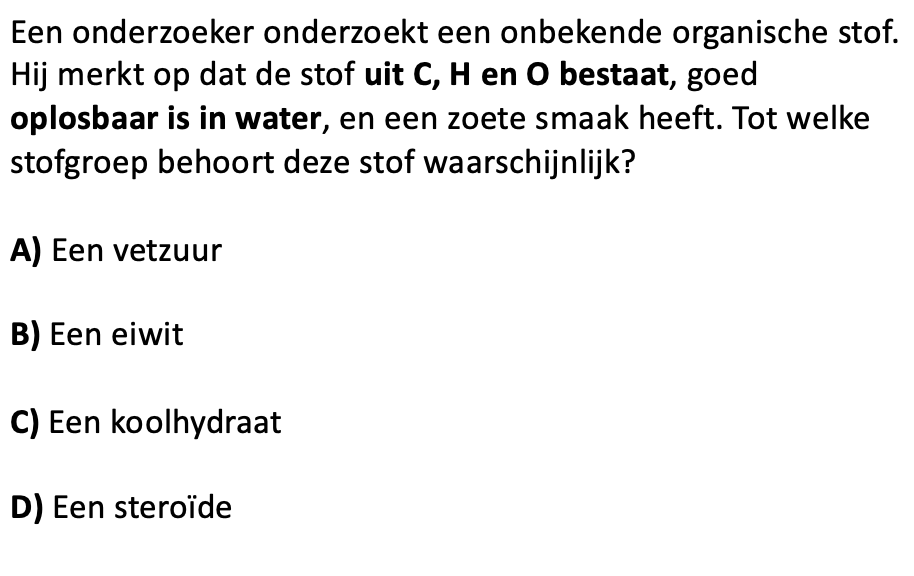 Een onderzoeker onderzoekt een onbekende organische stof.
Hij merkt op dat de stof uit C, H en O bestaat, goed
oplosbaar is in water, en een zoete smaak heeft. Tot welke
stofgroep behoort deze stof waarschijnlijk?
A) Een vetzuur
B) Een eiwit
C) Een koolhydraat
D) Een steroïde